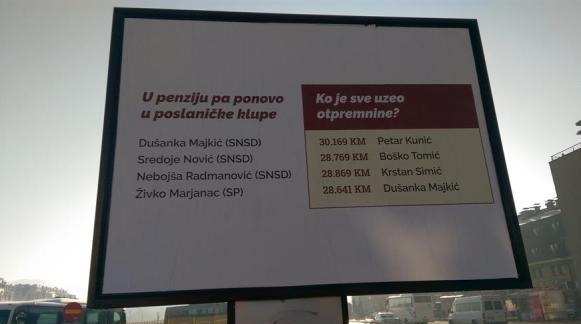 U penziju pa ponovo
u poslaničke klupe
Dušanka Majkić (SNSD)
Sredoje Nović (SNSD)
Nebojša Radmanović (SNSD)
Živko Marjanac (SP)
Ko je sve uzeo
otpremnine?
30.169 KM Petar Kunić
28.769 KM Boško Tomić
28.869 KM Krstan Simić
28.641 KM Dušanka Majkić